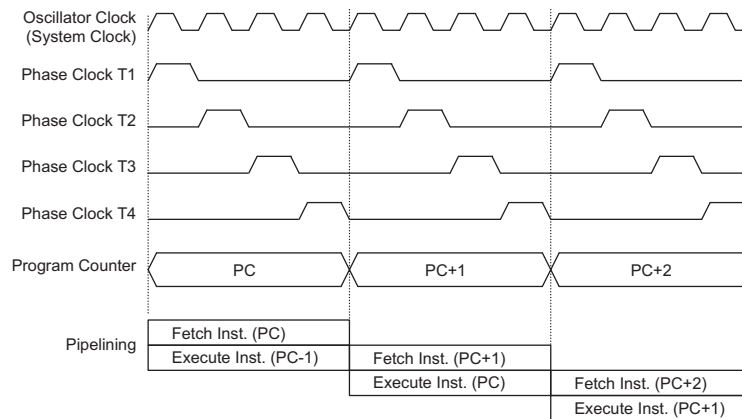 Oscillator Clock
(System Clock)
Phase Clock T1
Phase Clock T2
Phase Clock T3
Phase Clock T4
Program Counter
PC
PC+1
PC+2
Pipelining
Fetch Inst. (PC)
Execute Inst. (PC-1)
Fetch Inst. (PC+1)
Execute Inst. (PC)
Fetch Inst. (PC+2)
Execute Inst. (PC+1)